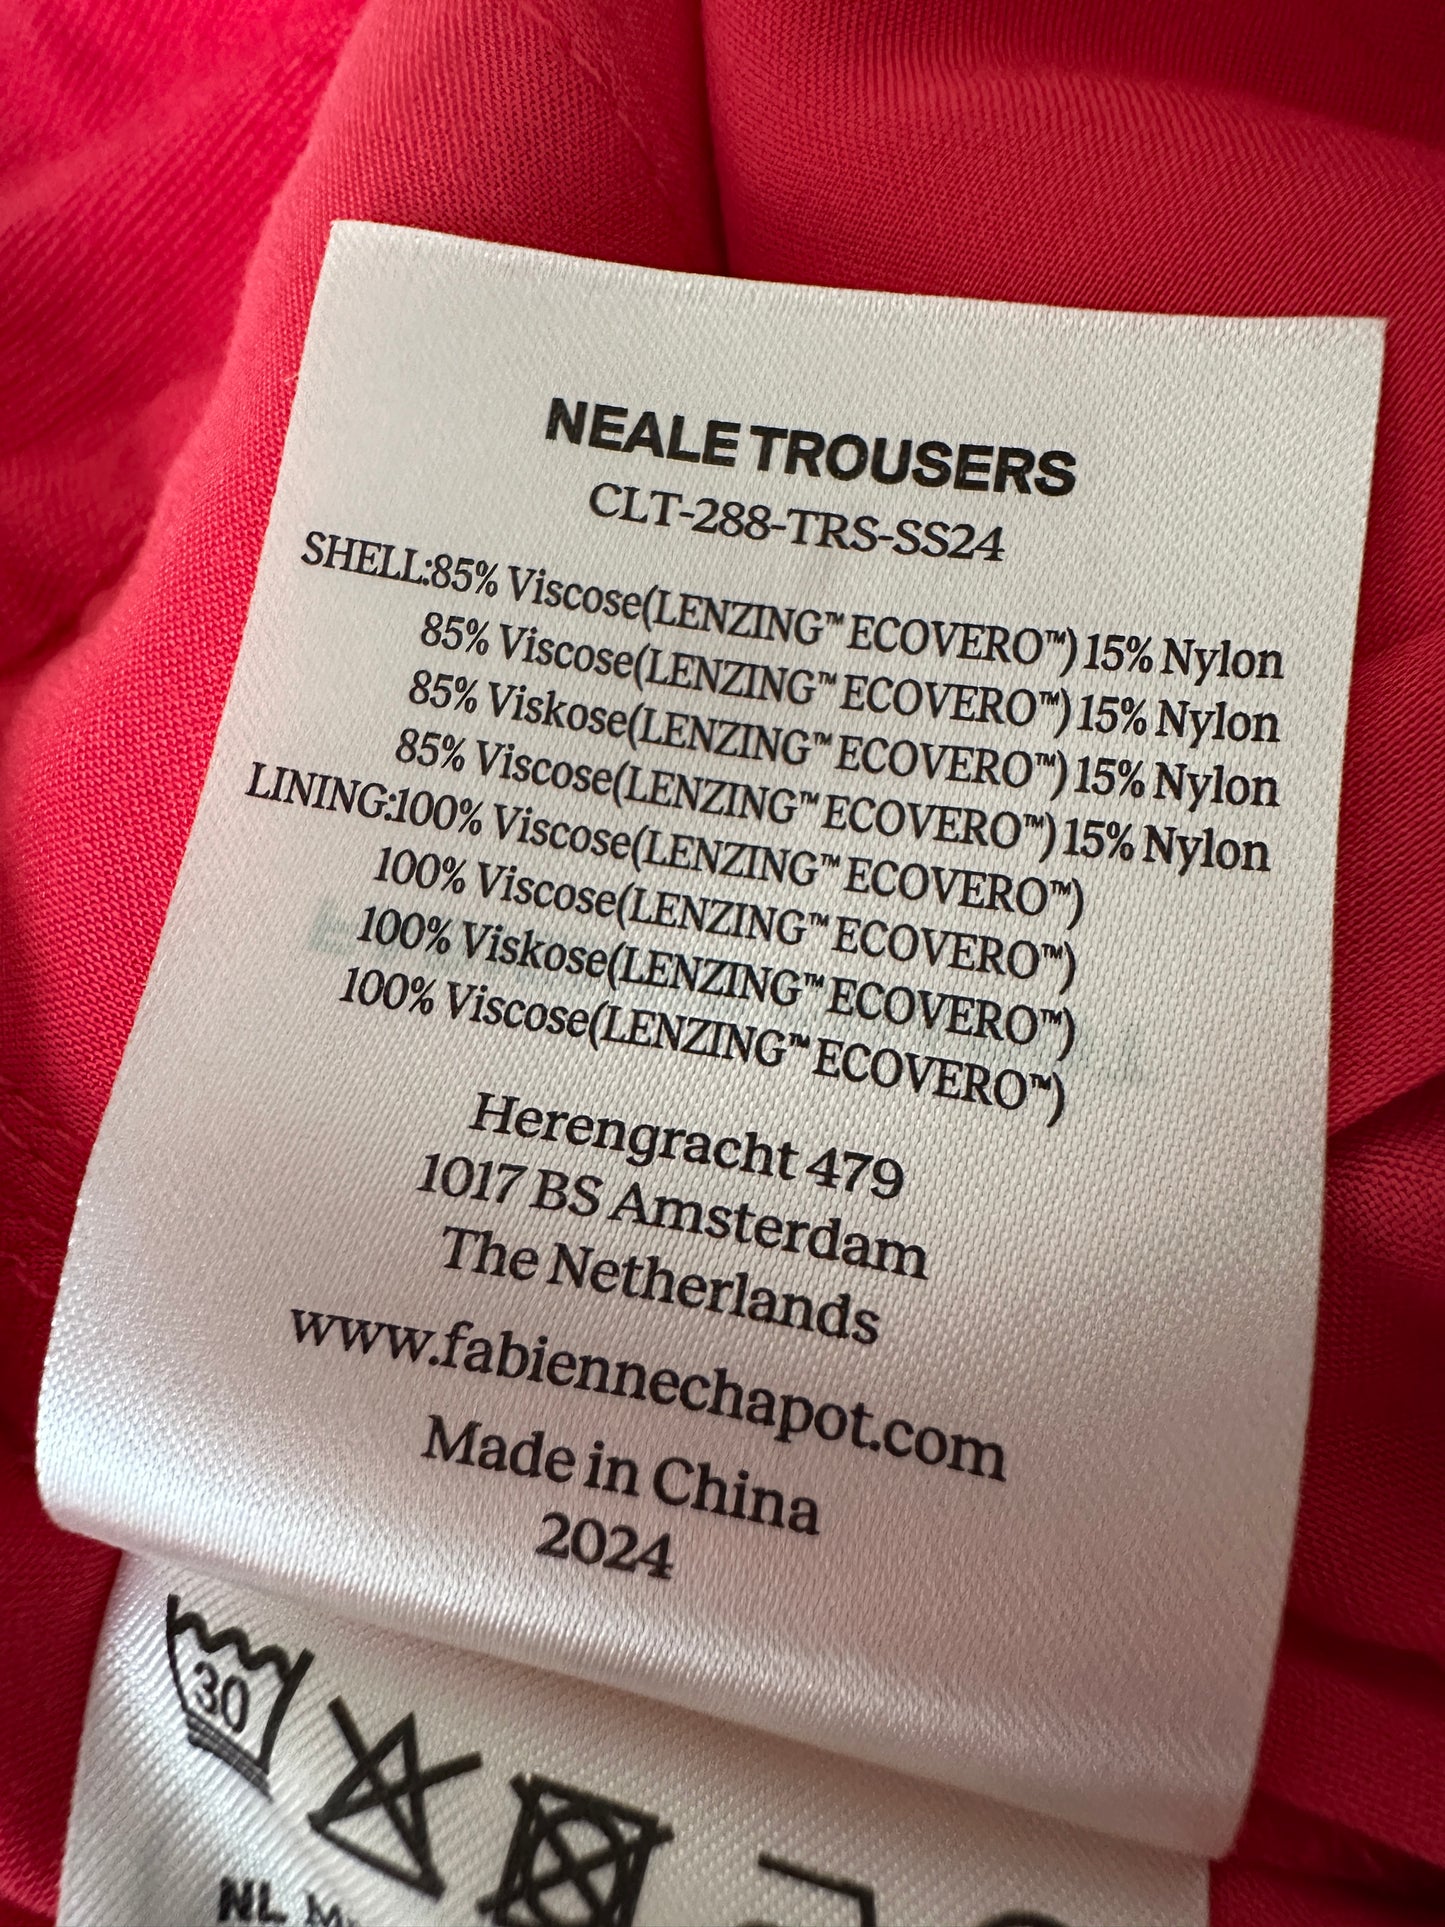 NEALE TROUSERS
CLT-288-TRS-SS24
SHELL:85% Viscose(LENZING™ ECOVERO™) 15% Nylon
85% Viscose(LENZING™ ECOVERO™) 15% Nylon
85% Viskose(LENZING™ ECOVERO™) 15% Nylon
85% Viscose(LENZING™ ECOVERO™) 15% Nylon
LINING:100% Viscose(LENZING™ ECOVERO™)
100% Viscose(LENZING™ ECOVERO™)
100% Viskose(LENZING™ ECOVERO™)
100% Viscose(LENZING™ ECOVERO™)
Herengracht 479
1017 BS Amsterdam
The Netherlands
www.fabiennechapot.com
Made in China
2024
30
NL